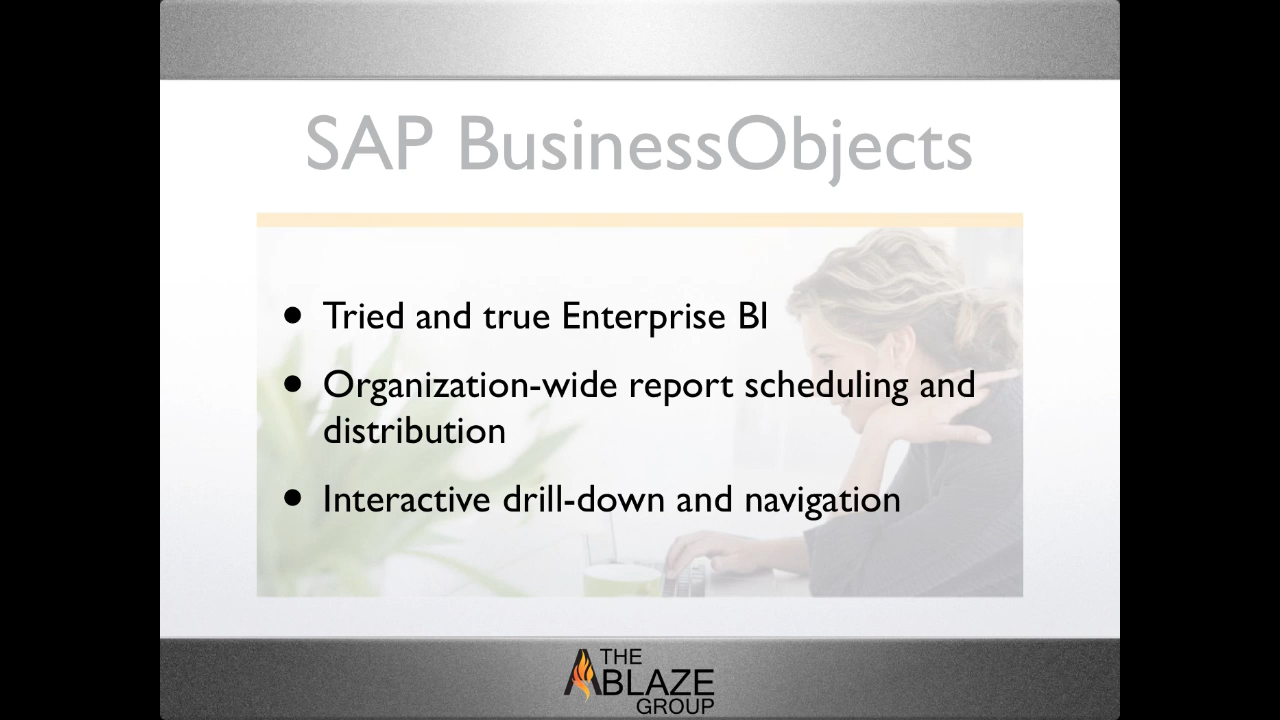 SAP BusinessObjects
• Tried and true Enterprise BI
• Organization-wide report scheduling and
distribution
• Interactive drill-down and navigation
THE
ABLAZE
GROUP